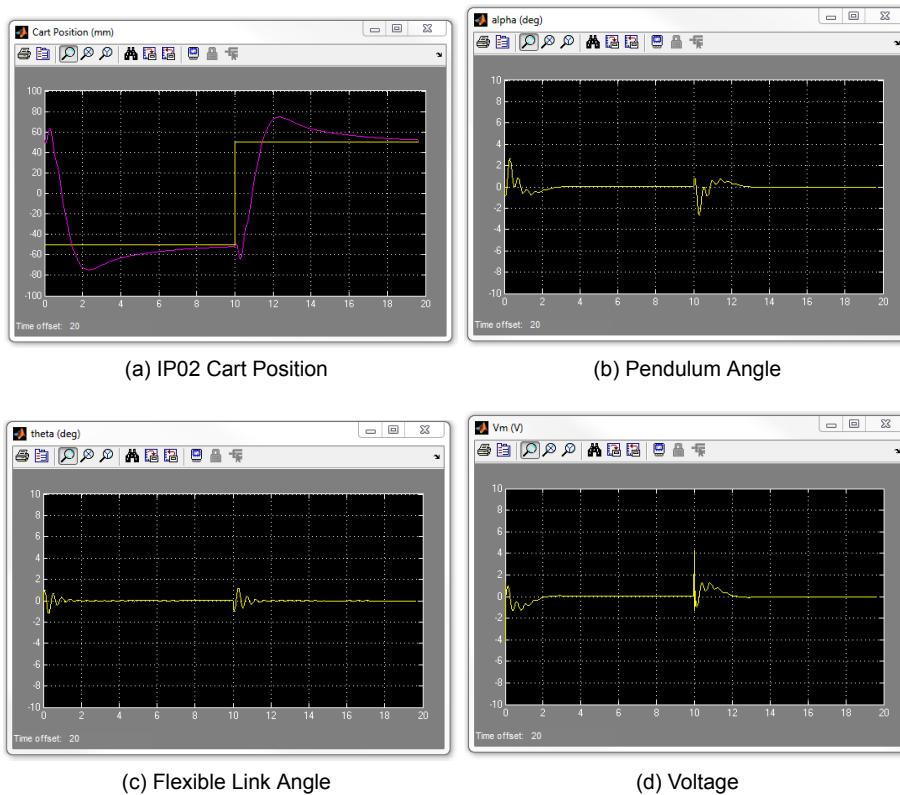 Cart Position (mm)
100
80
60
40
20
0
-20
-40
-60
-80
-100
0 2 4 6 8 10 12 14 16 18 20
Time offset: 20
(a) IP02 Cart Position
alpha (deg)
10
8
6
4
2
0
-2
-4
-6
-8
-10
0 2 4 6 8 10 12 14 16 18 20
Time offset: 20
(b) Pendulum Angle
theta (deg)
10
8
6
4
2
0
-2
-4
-6
-8
-10
0 2 4 6 8 10 12 14 16 18 20
Time offset: 20
(c) Flexible Link Angle
Vm (V)
10
8
6
4
2
0
-2
-4
-6
-8
-10
0 2 4 6 8 10 12 14 16 18 20
Time offset: 20
(d) Voltage